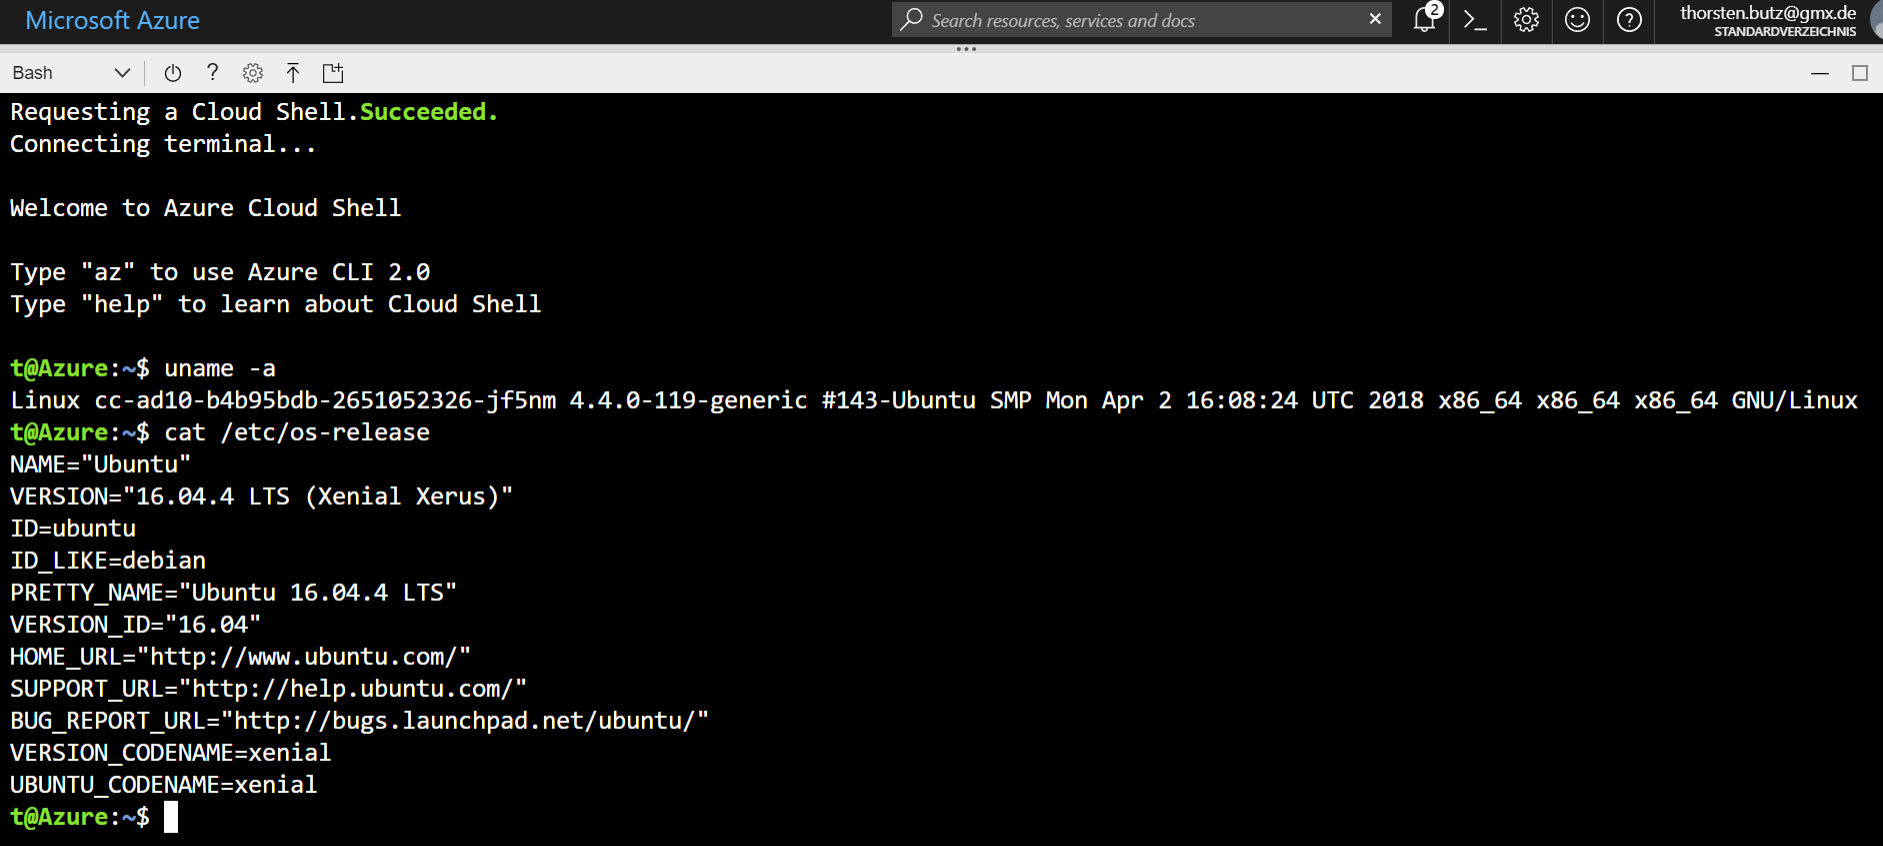 Microsoft Azure
Search resources, services and docs
2
thorsten.butz@gmx.de
STANDARDVERZEICHNIS
Bash
Requesting a Cloud Shell.Succeeded.
Connecting terminal...
Welcome to Azure Cloud Shell
Type "az" to use Azure CLI 2.0
Type "help" to learn about Cloud Shell
t@Azure:~$ uname -a
Linux cc-ad10-b4b95bdb-2651052326-jf5nm 4.4.0-119-generic #143-Ubuntu SMP Mon Apr 2 16:08:24 UTC 2018 x86_64 x86_64 x86_64 GNU/Linux
t@Azure:~$ cat /etc/os-release
NAME="Ubuntu"
VERSION="16.04.4 LTS (Xenial Xerus)"
ID=ubuntu
ID_LIKE=debian
PRETTY_NAME="Ubuntu 16.04.4 LTS"
VERSION_ID="16.04"
HOME_URL="http://www.ubuntu.com/"
SUPPORT_URL="http://help.ubuntu.com/"
BUG_REPORT_URL="http://bugs.launchpad.net/ubuntu/"
VERSION_CODENAME=xenial
UBUNTU_CODENAME=xenial
t@Azure:~$